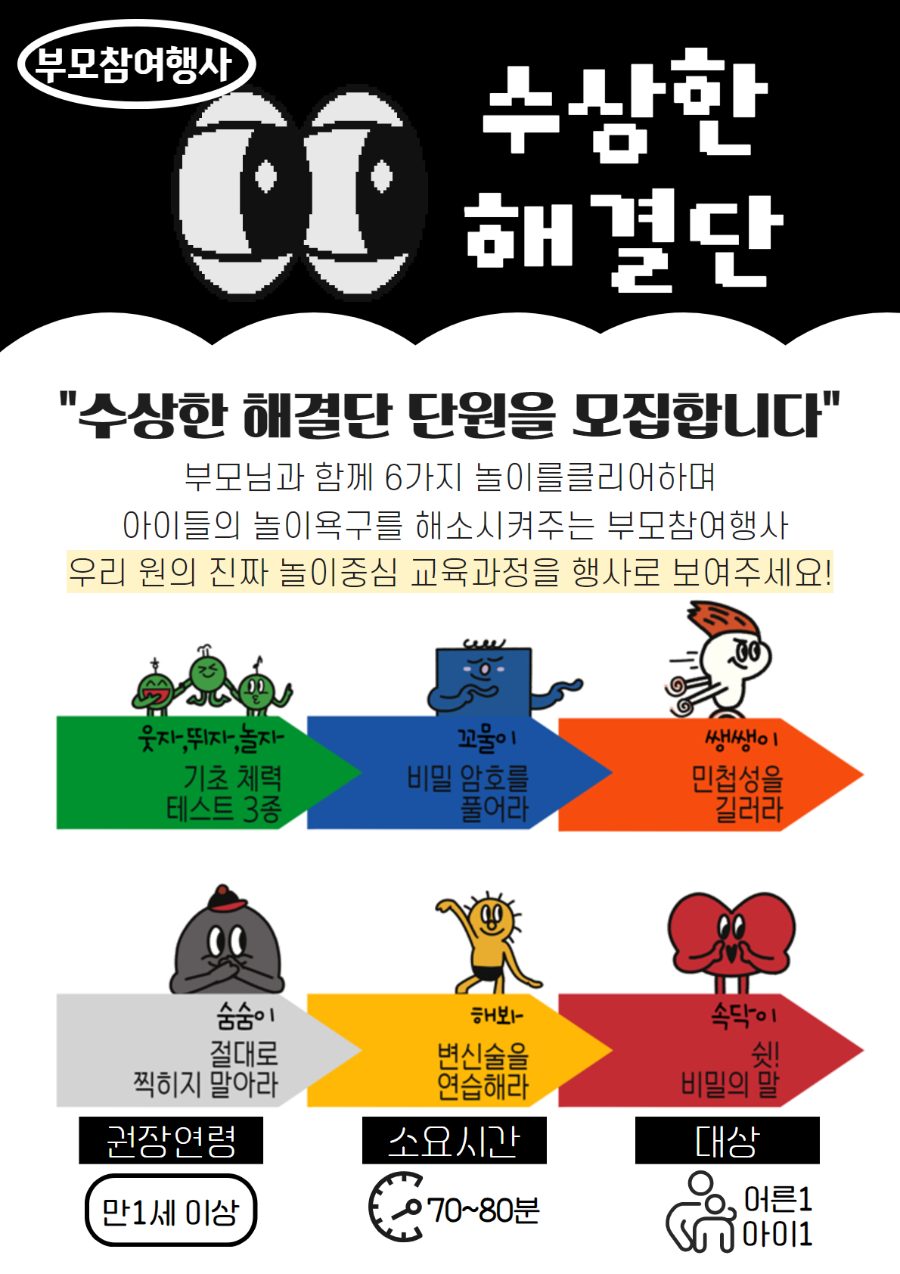 부모참여행사
수상한
해결단
"수상한 해결단 단원을 모집합니다"
부모님과 함께 6가지 놀이를클리어하며
아이들의 놀이욕구를 해소시켜주는 부모참여행사
우리 원의 진짜 놀이중심 교육과정을 행사로 보여주세요!
웃자,뛰자,놀자
기초 체력
테스트 3종
꼬물이
비밀 암호를
풀어라
쌩쌩이
민첩성을
길러라
숨숨이
절대로
찍히지 말아라
해봐
변신술을
연습해라
속닥이
쉿!
비밀의 말
권장연령
만1세 이상
소요시간
70~80분
대상
어른1
아이1